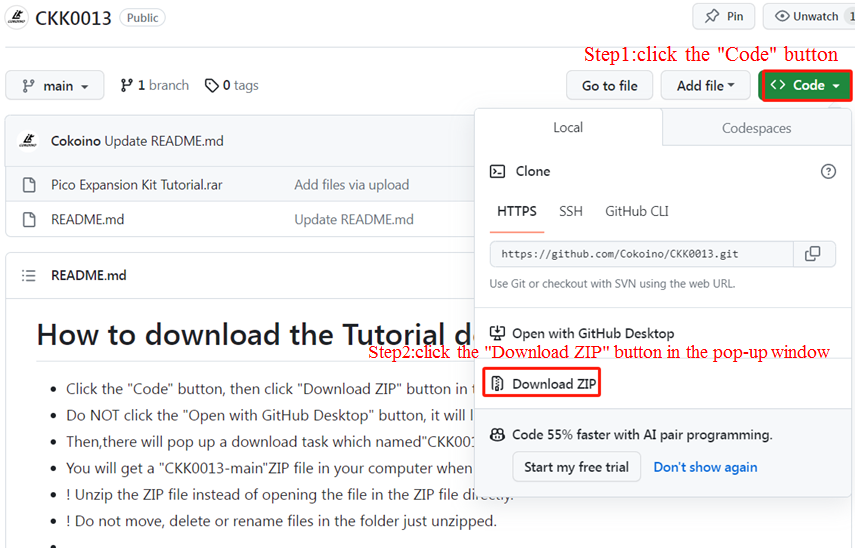 CKK0013 Public Pin Unwatch 1
Step1:click the "Code" button
main 1 branch 0 tags Go to file Add file Code
Local Codespaces
Cokoino Update README.md
Clone
Pico Expansion Kit Tutorial.rar Add files via upload
HTTPS SSH GitHub CLI
README.md Update README.md
https://github.com/Cokoino/CKK0013.git
Use Git or checkout with SVN using the web URL.
README.md
How to download the Tutorial d
Open with GitHub Desktop
Step2:click the "Download ZIP" button in the pop-up window
Click the "Code" button, then click "Download ZIP" button in t
Download ZIP
Do NOT click the "Open with GitHub Desktop" button, it will l
Then,there will pop up a download task which named"CKK001
Code 55% faster with AI pair programming.
You will get a "CKK0013-main"ZIP file in your computer when
Start my free trial Don't show again
! Unzip the ZIP file instead of opening the file in the ZIP file directly.
! Do not move, delete or rename files in the folder just unzipped.